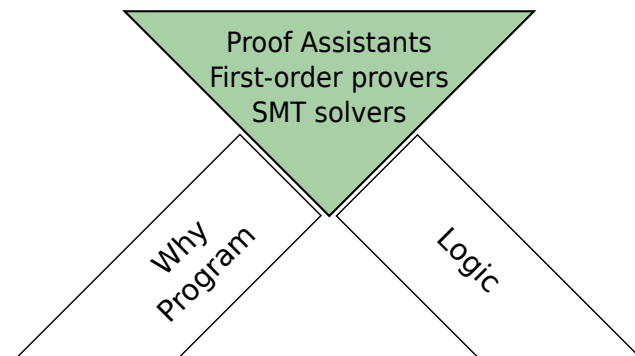 Proof Assistants
First-order provers
SMT solvers
Why
Program
Logic